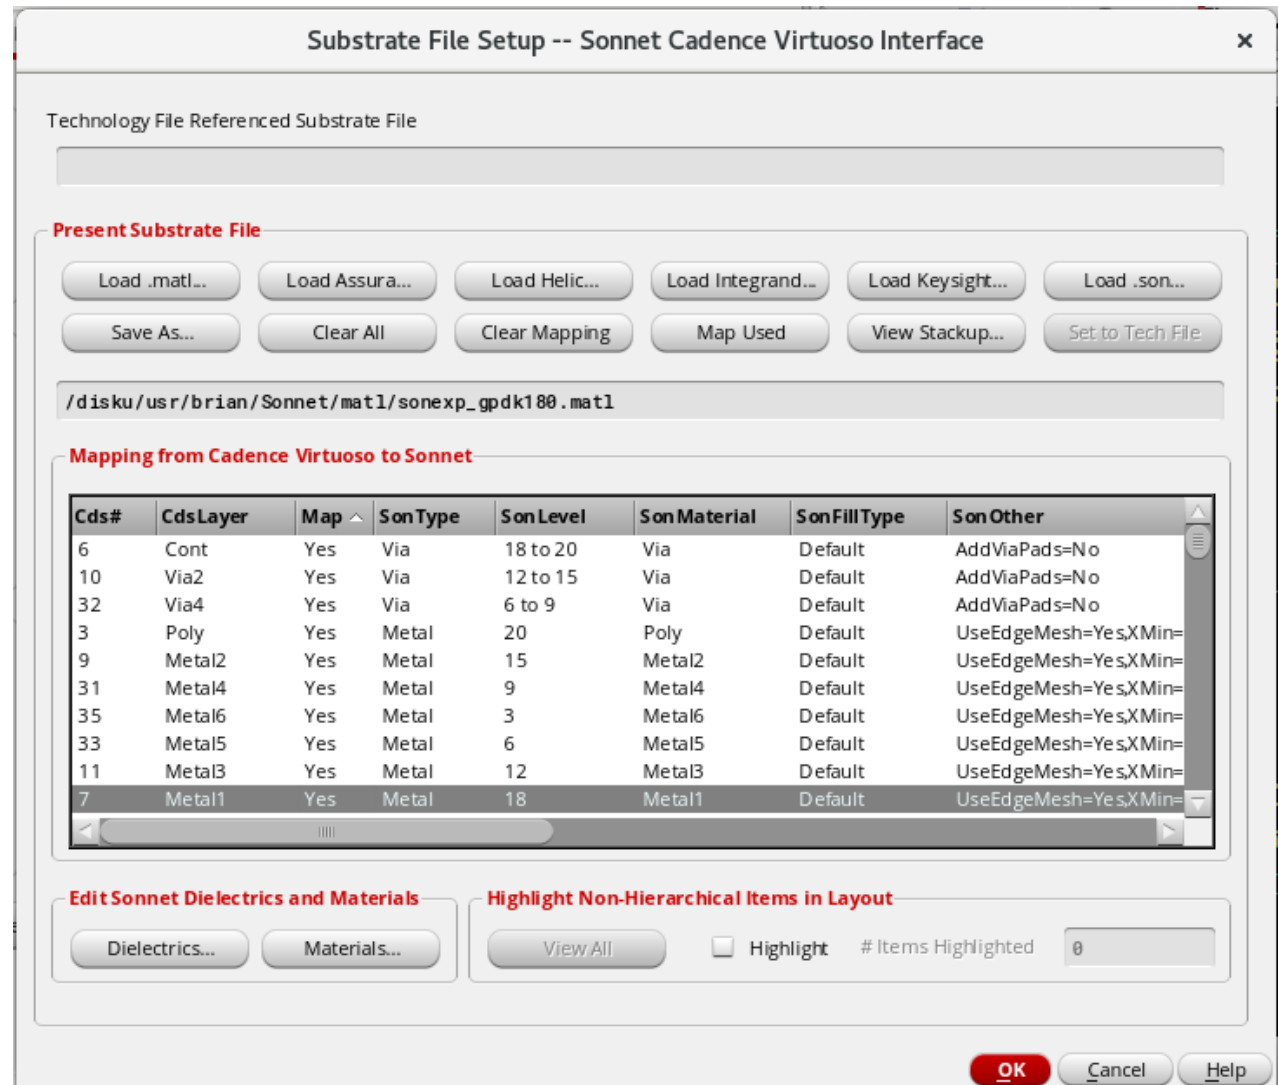 Substrate File Setup -- Sonnet Cadence Virtuoso Interface
Technology File Referenced Substrate File
Present Substrate File
Load .matl... Load Assura... Load Helic... Load Integrand... Load Keysight... Load .son...
Save As... Clear All Clear Mapping Map Used View Stackup... Set to Tech File
/disku/usr/brian/Sonnet/matl/sonexp_gpdk180.matl
Mapping from Cadence Virtuoso to Sonnet
Cds# CdsLayer Map SonType SonLevel SonMaterial SonFillType SonOther
6 Cont Yes Via 18 to 20 Via Default AddViaPads=No
10 Via2 Yes Via 12 to 15 Via Default AddViaPads=No
32 Via4 Yes Via 6 to 9 Via Default AddViaPads=No
3 Poly Yes Metal 20 Poly Default UseEdgeMesh=Yes,XMin=
9 Metal2 Yes Metal 15 Metal2 Default UseEdgeMesh=Yes,XMin=
31 Metal4 Yes Metal 9 Metal4 Default UseEdgeMesh=Yes,XMin=
35 Metal6 Yes Metal 3 Metal6 Default UseEdgeMesh=Yes,XMin=
33 Metal5 Yes Metal 6 Metal5 Default UseEdgeMesh=Yes,XMin=
11 Metal3 Yes Metal 12 Metal3 Default UseEdgeMesh=Yes,XMin=
7 Metal1 Yes Metal 18 Metal1 Default UseEdgeMesh=Yes,XMin=
Edit Sonnet Dielectrics and Materials Highlight Non-Hierarchical Items in Layout
Dielectrics... Materials... View All Highlight # Items Highlighted 0
OK Cancel Help